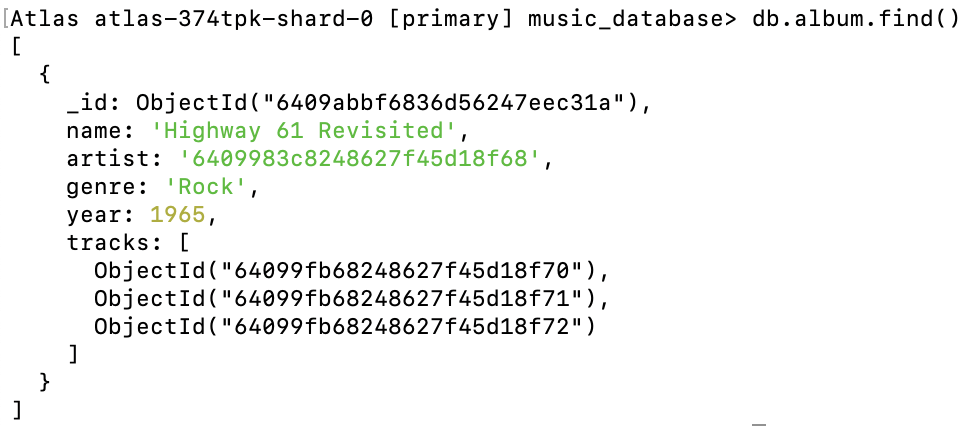 [Atlas atlas-374tpk-shard-0 [primary] music_database> db.album.find()
[
  {
    _id: ObjectId("6409abbf6836d56247eec31a"),
    name: 'Highway 61 Revisited',
    artist: '6409983c8248627f45d18f68',
    genre: 'Rock',
    year: 1965,
    tracks: [
      ObjectId("64099fb68248627f45d18f70"),
      ObjectId("64099fb68248627f45d18f71"),
      ObjectId("64099fb68248627f45d18f72")
    ]
  }
]